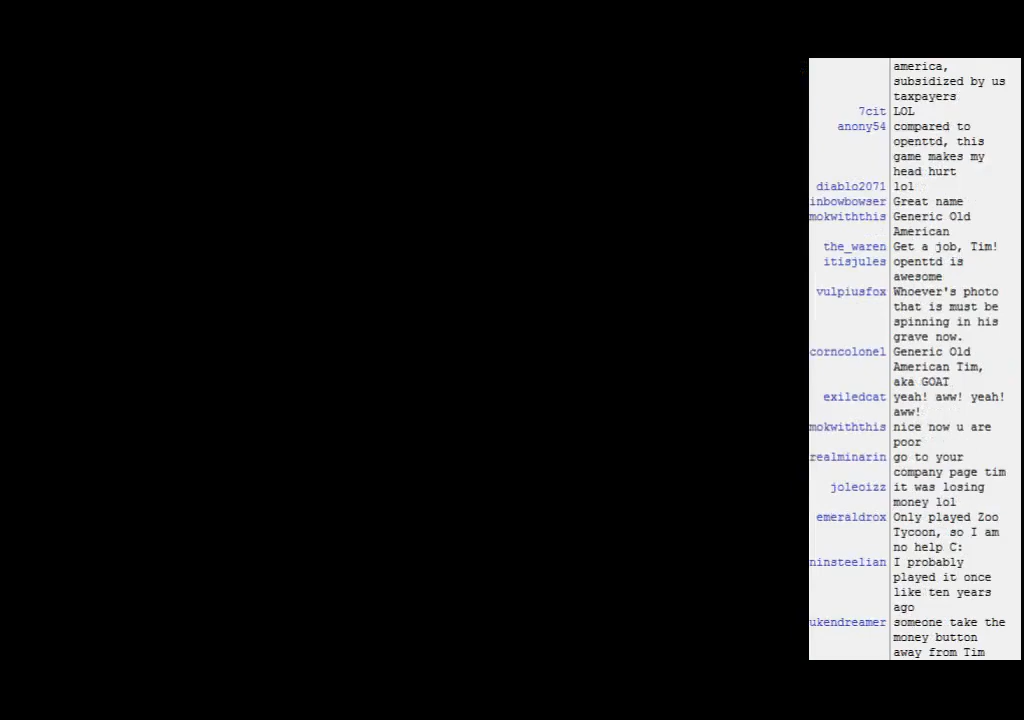 america,
subsidized by us
taxpayers
7cit LOL
anony54 compared to
openttd, this
game makes my
head hurt
diablo2071 lol
inbowbowser Great name
mokwiththis Generic Old
American
the_waren Get a job, Tim!
itisjules openttd is
awesome
vulpiusfox Whoever's photo
that is must be
spinning in his
grave now.
corncolonel Generic Old
American Tim,
aka GOAT
exiledcat yeah! aww! yeah!
aww!
mokwiththis nice now u are
poor
realminarin go to your
company page tim
joleoizz it was losing
money lol
emeraldrox Only played Zoo
Tycoon, so I am
no help C:
ninsteelian I probably
played it once
like ten years
ago
ukendreamer someone take the
money button
away from Tim